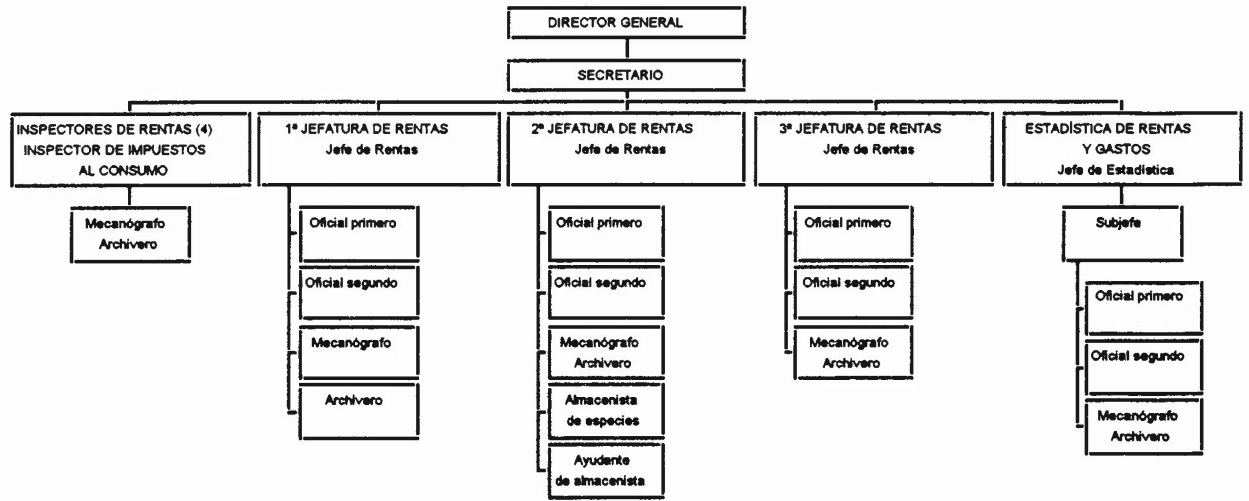 DIRECTOR GENERAL
SECRETARIO
INSPECTORES DE RENTAS (4)
INSPECTOR DE IMPUESTOS
AL CONSUMO
Mecanógrafo
Archivero
1ª JEFATURA DE RENTAS
Jefe de Rentas
Oficial primero
Oficial segundo
Mecanógrafo
Archivero
2ª JEFATURA DE RENTAS
Jefe de Rentas
Oficial primero
Oficial segundo
Mecanógrafo
Archivero
Almacenista
de especies
Ayudente
de almacenista
3ª JEFATURA DE RENTAS
Jefe de Rentas
Oficial primero
Oficial segundo
Mecanógrafo
Archivero
ESTADÍSTICA DE RENTAS
Y GASTOS
Jefe de Estadística
Subjefe
Oficial primero
Oficial segundo
Mecanógrafo
Archivero